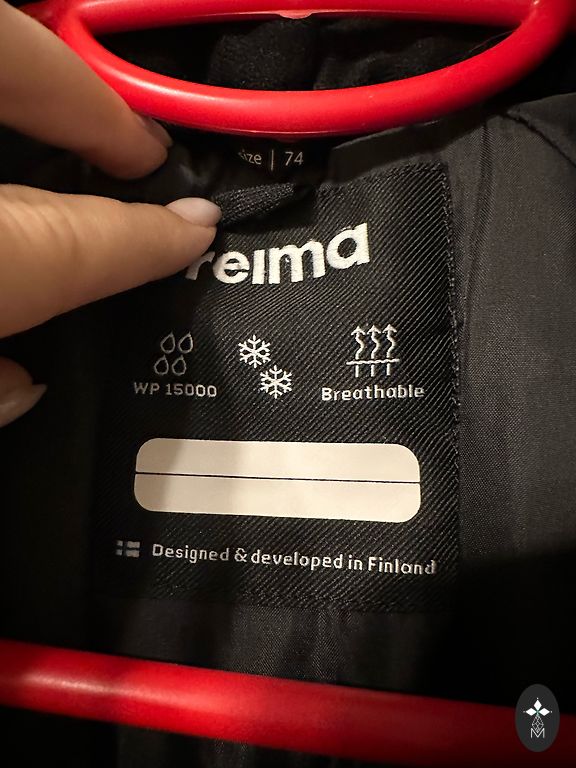 size | 74
reima
WP 15000
Breathable
Designed & developed in Finland
M